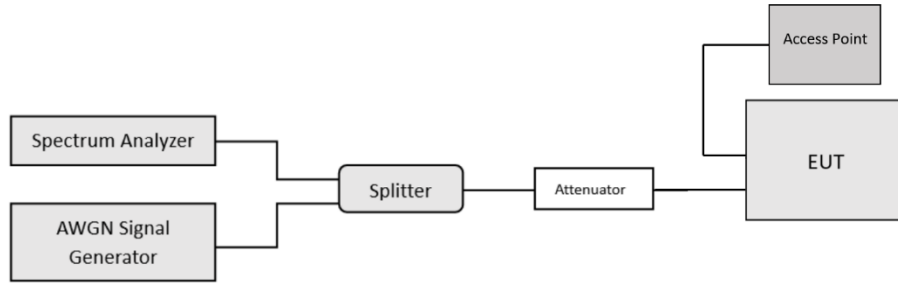 Access Point
Spectrum Analyzer
EUT
Splitter
Attenuator
AWGN Signal
Generator